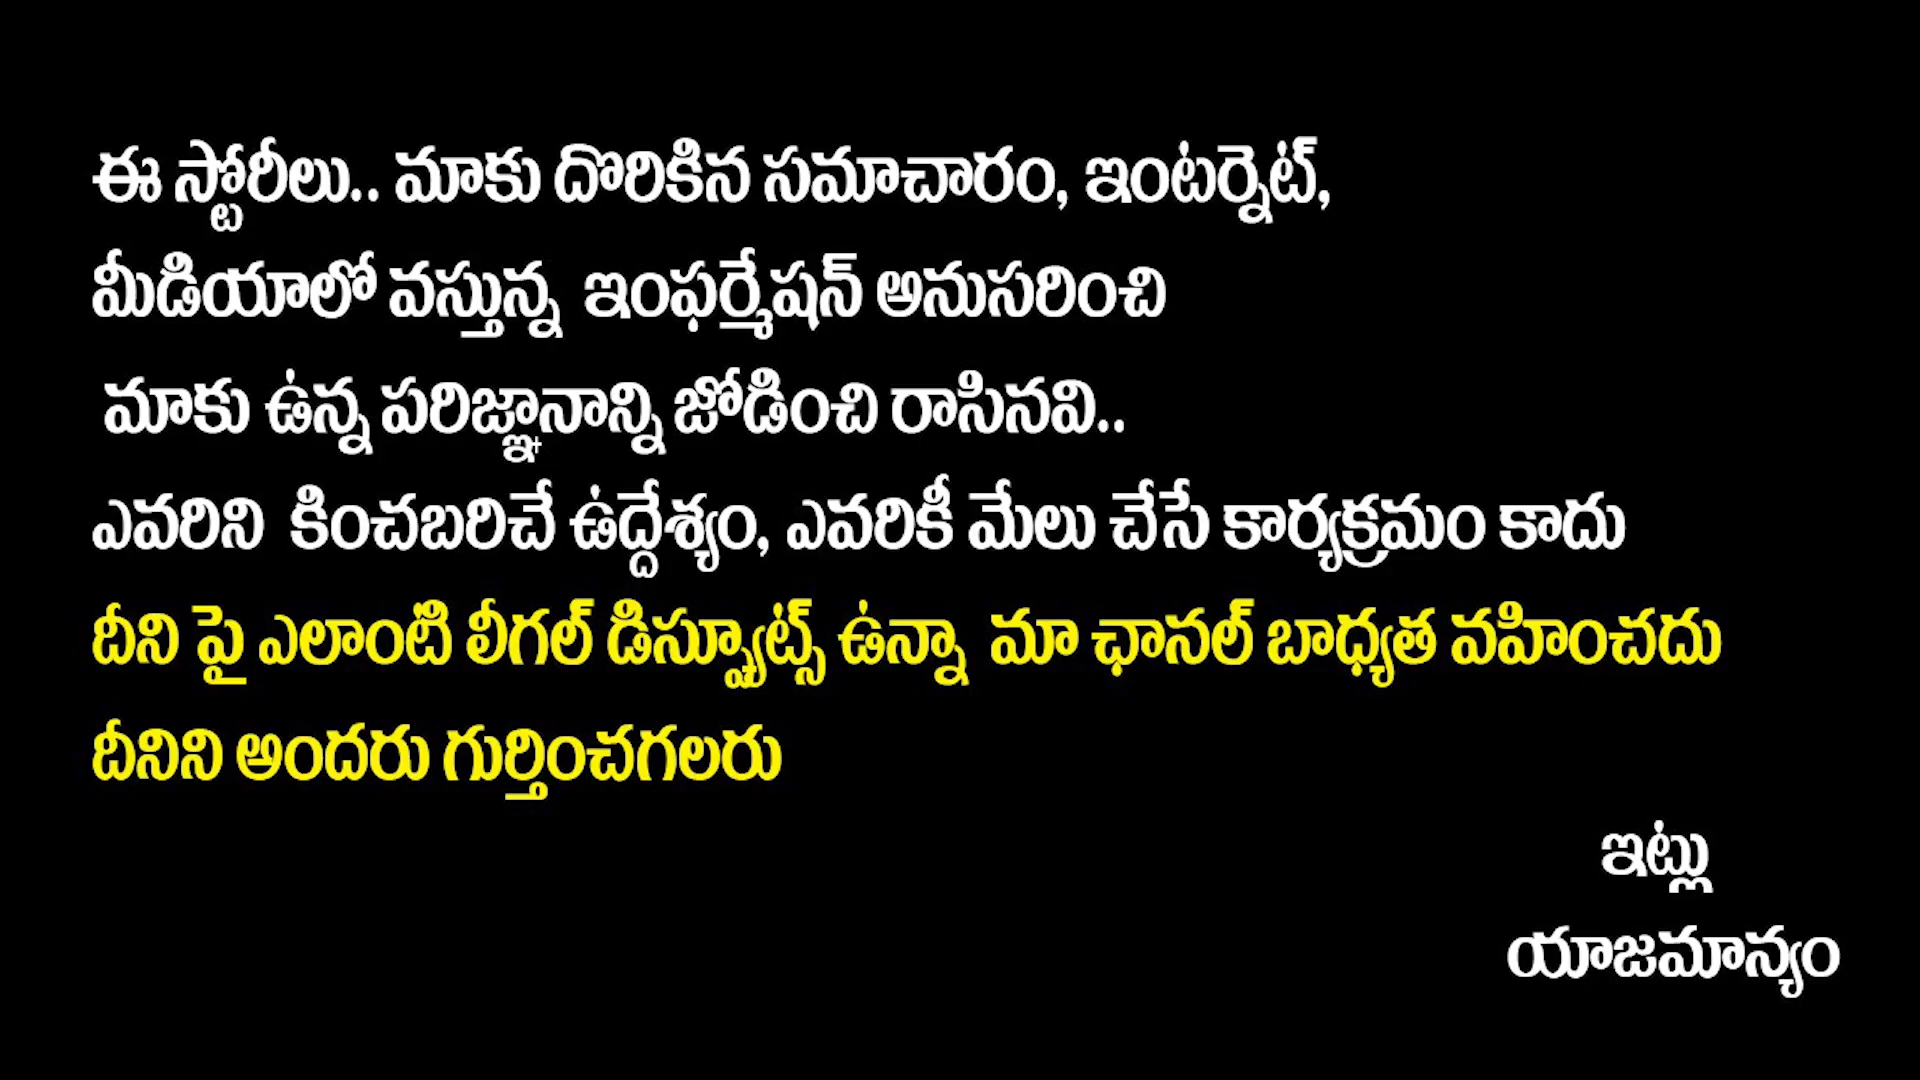 ఈ స్టోరీలు.. మాకు దొరికిన సమాచారం, ఇంటర్నెట్,
మీడియాలో వస్తున్న ఇంఫర్మేషన్ అనుసరించి
మాకు ఉన్న పరిజ్ఞానాన్ని జోడించి రాసినవి..
ఎవరిని కించబరిచే ఉద్దేశ్యం, ఎవరికీ మేలు చేసే కార్యక్రమం కాదు
దీని పై ఎలాంటి లీగల్ డిస్ప్యూట్స్ ఉన్నా మా ఛానల్ బాధ్యత వహించదు
దీనిని అందరు గుర్తించగలరు
ఇట్లు
యాజమాన్యం